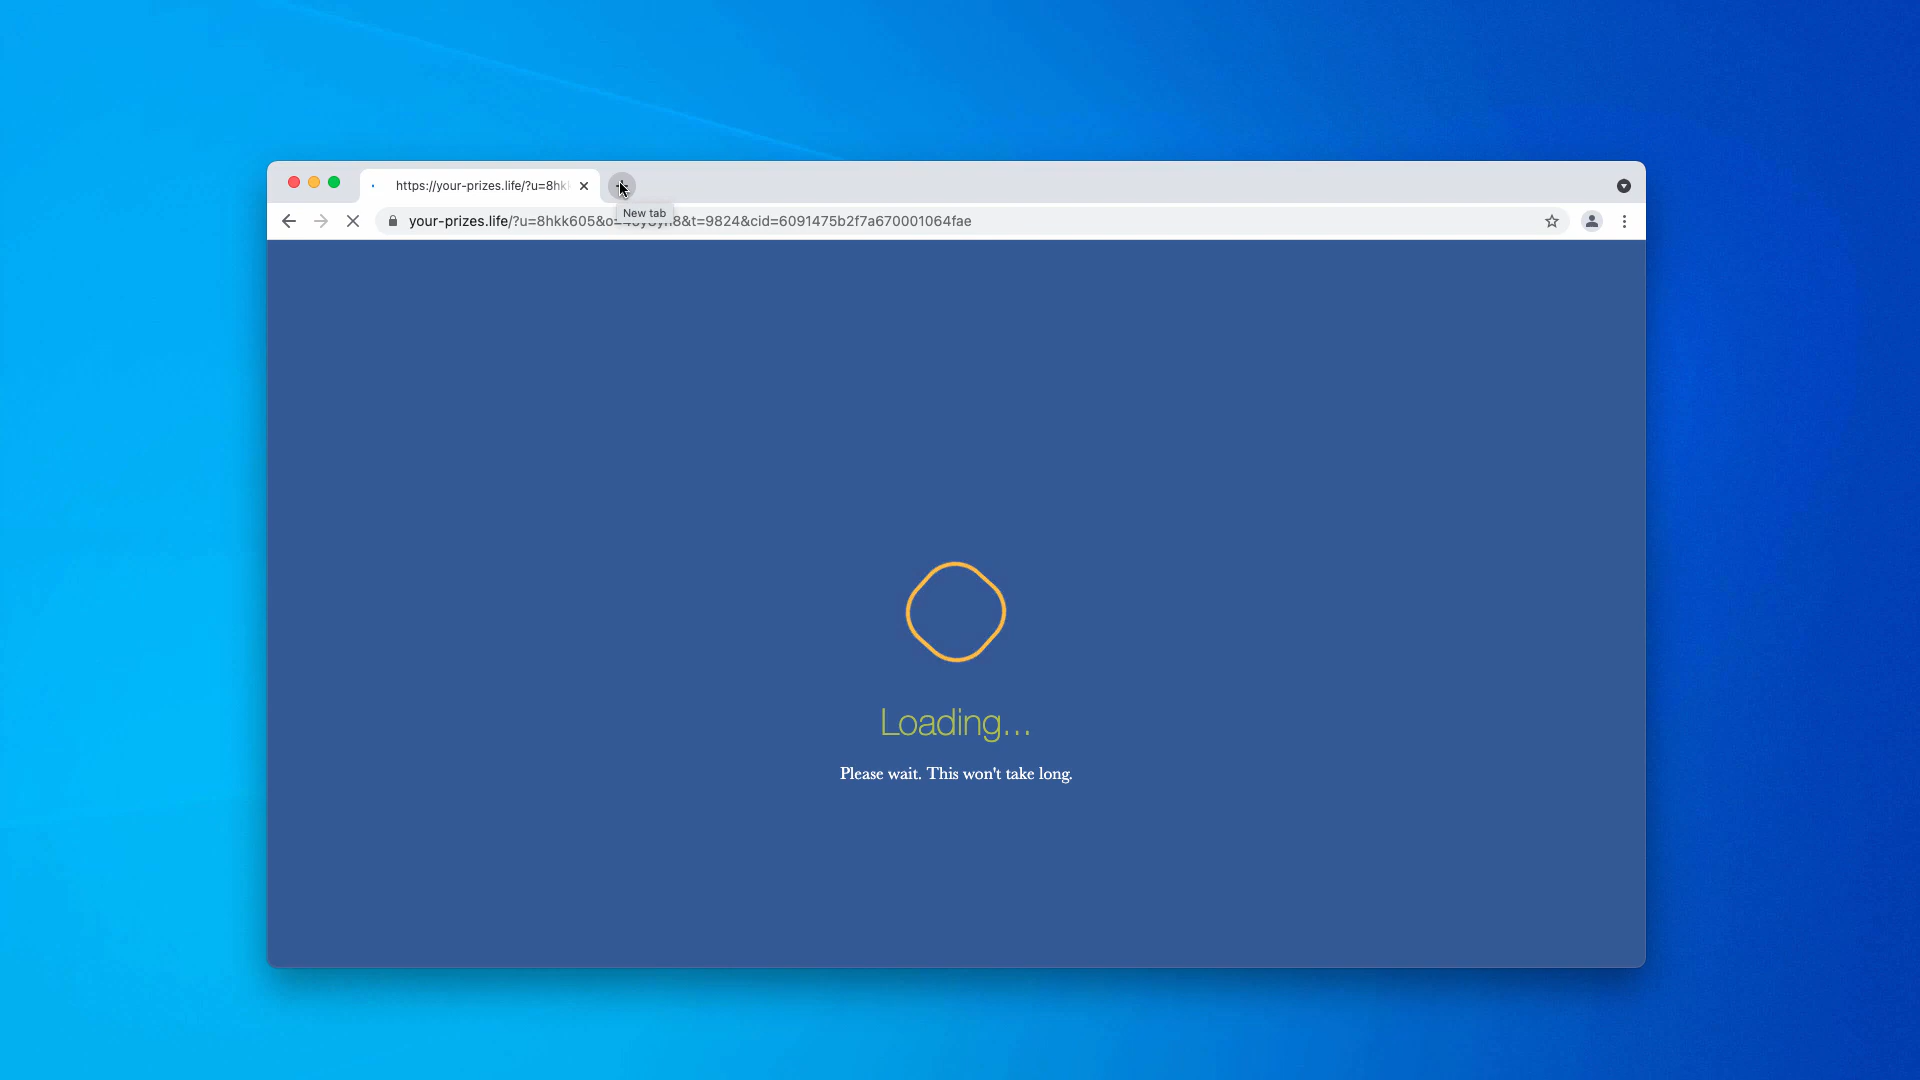 https://your-prizes.life/?u=8hk
New tab
your-prizes.life/?u=8hkk605&o= 8&t=9824&cid=6091475b2f7a670001064fae
Loading...
Please wait. This won't take long.